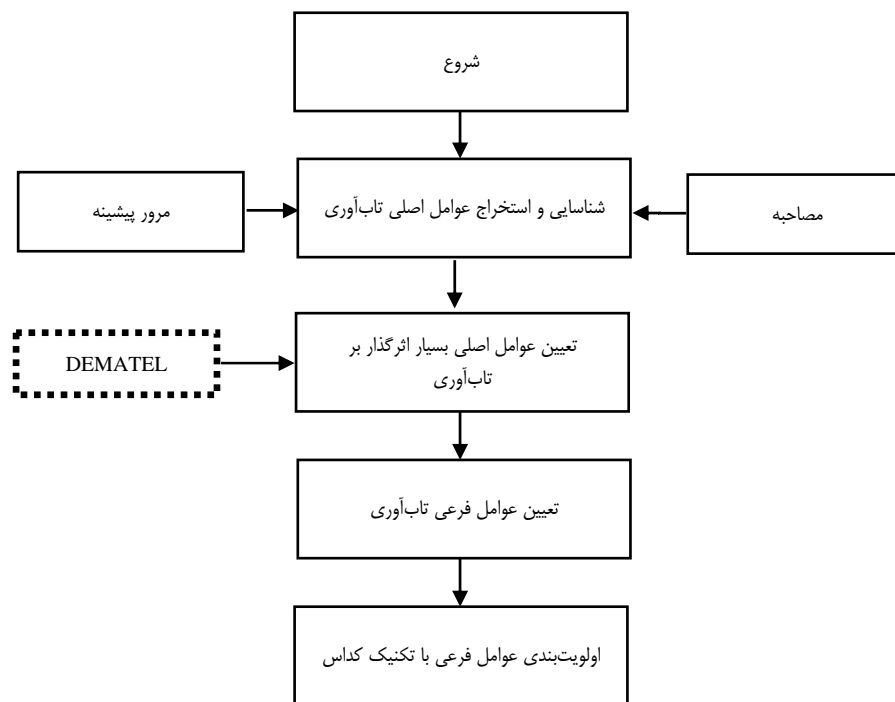 شروع
شناسایی و استخراج عوامل اصلی تاب‌آوری
مصاحبه
مرور پیشینه
تعیین عوامل اصلی بسیار اثرگذار بر
تاب‌آوری
DEMATEL
تعیین عوامل فرعی تاب‌آوری
اولویت‌بندی عوامل فرعی با تکنیک کداس